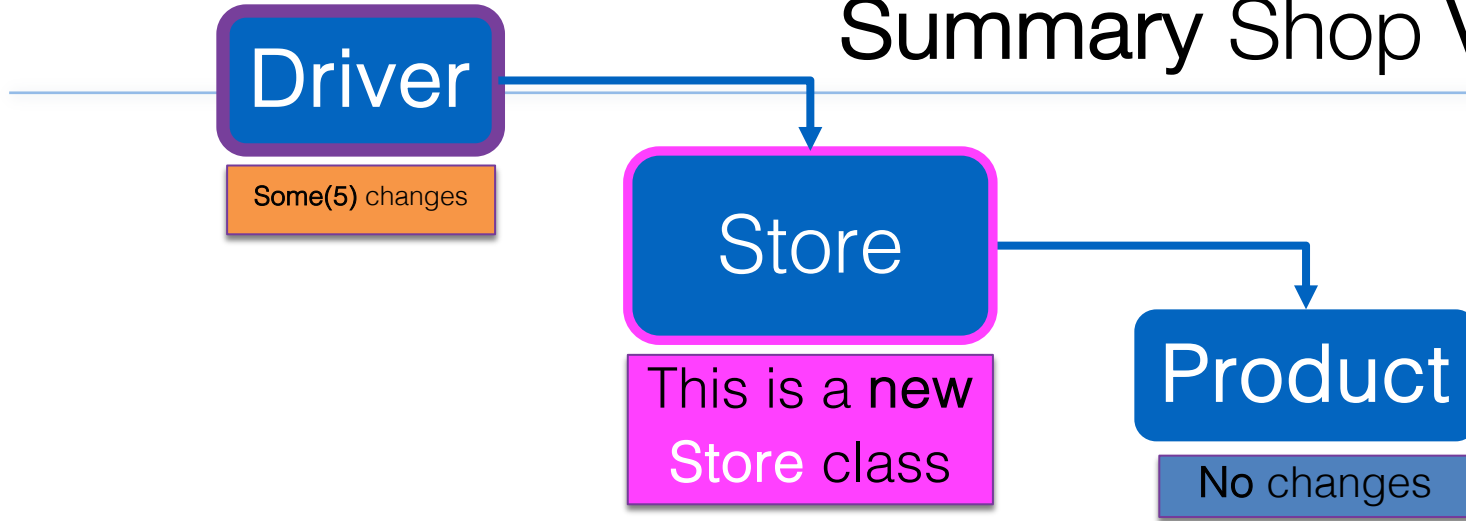 Summary Shop
Driver
Some(5) changes
Store
This is a new
Store class
Product
No changes